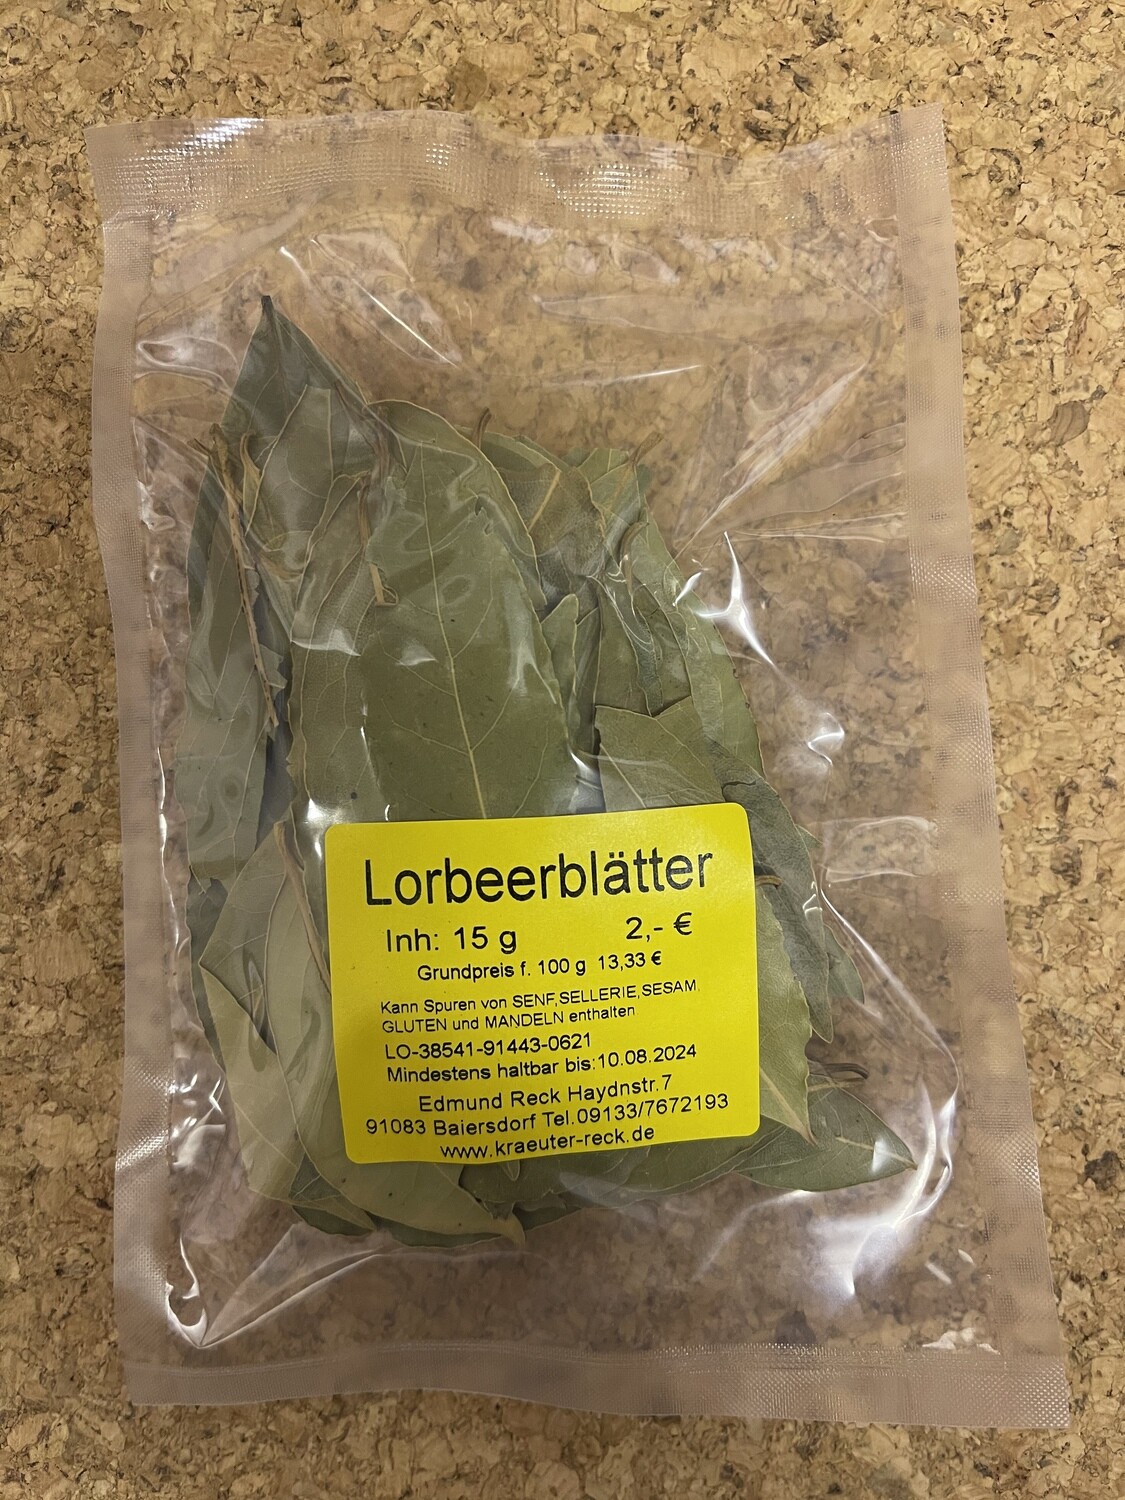 Lorbeerblätter
Inh: 15 g 2,- €
Grundpreis f. 100 g 13,33 €
Kann Spuren von SENF,SELLERIE,SESAM,
GLUTEN und MANDELN enthalten
LO-38541-91443-0621
Mindestens haltbar bis:10.08.2024
Edmund Reck Haydnstr.7
91083 Baiersdorf Tel.09133/7672193
www.kraeuter-reck.de